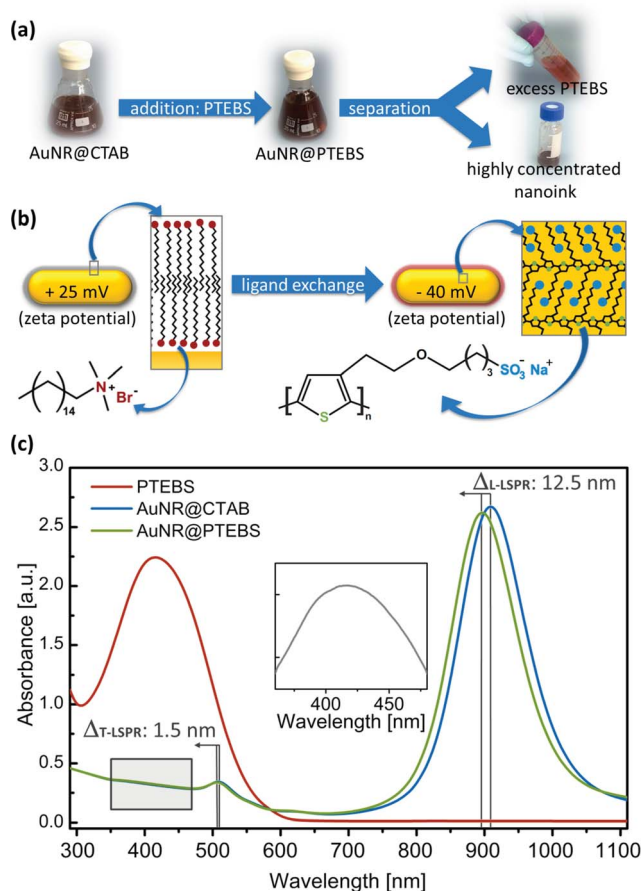 (a)
addition: PTEBS
separation
excess PTEBS
AuNR@CTAB
AuNR@PTEBS
highly concentrated
nanoink
(b)
+ 25 mV
(zeta potential)
ligand exchange
- 40 mV
(zeta potential)
14
N
+
Br
-
O
3
SO3
-
Na
+
S
n
(c)
3.0
2.5
2.0
1.5
1.0
0.5
0.0
Absorbance [a.u.]
PTEBS
AuNR@CTAB
AuNR@PTEBS
ΔL-LSPR: 12.5 nm
ΔT-LSPR: 1.5 nm
400 450
Wavelength [nm]
300 400 500 600 700 800 900 1000 1100
Wavelength [nm]